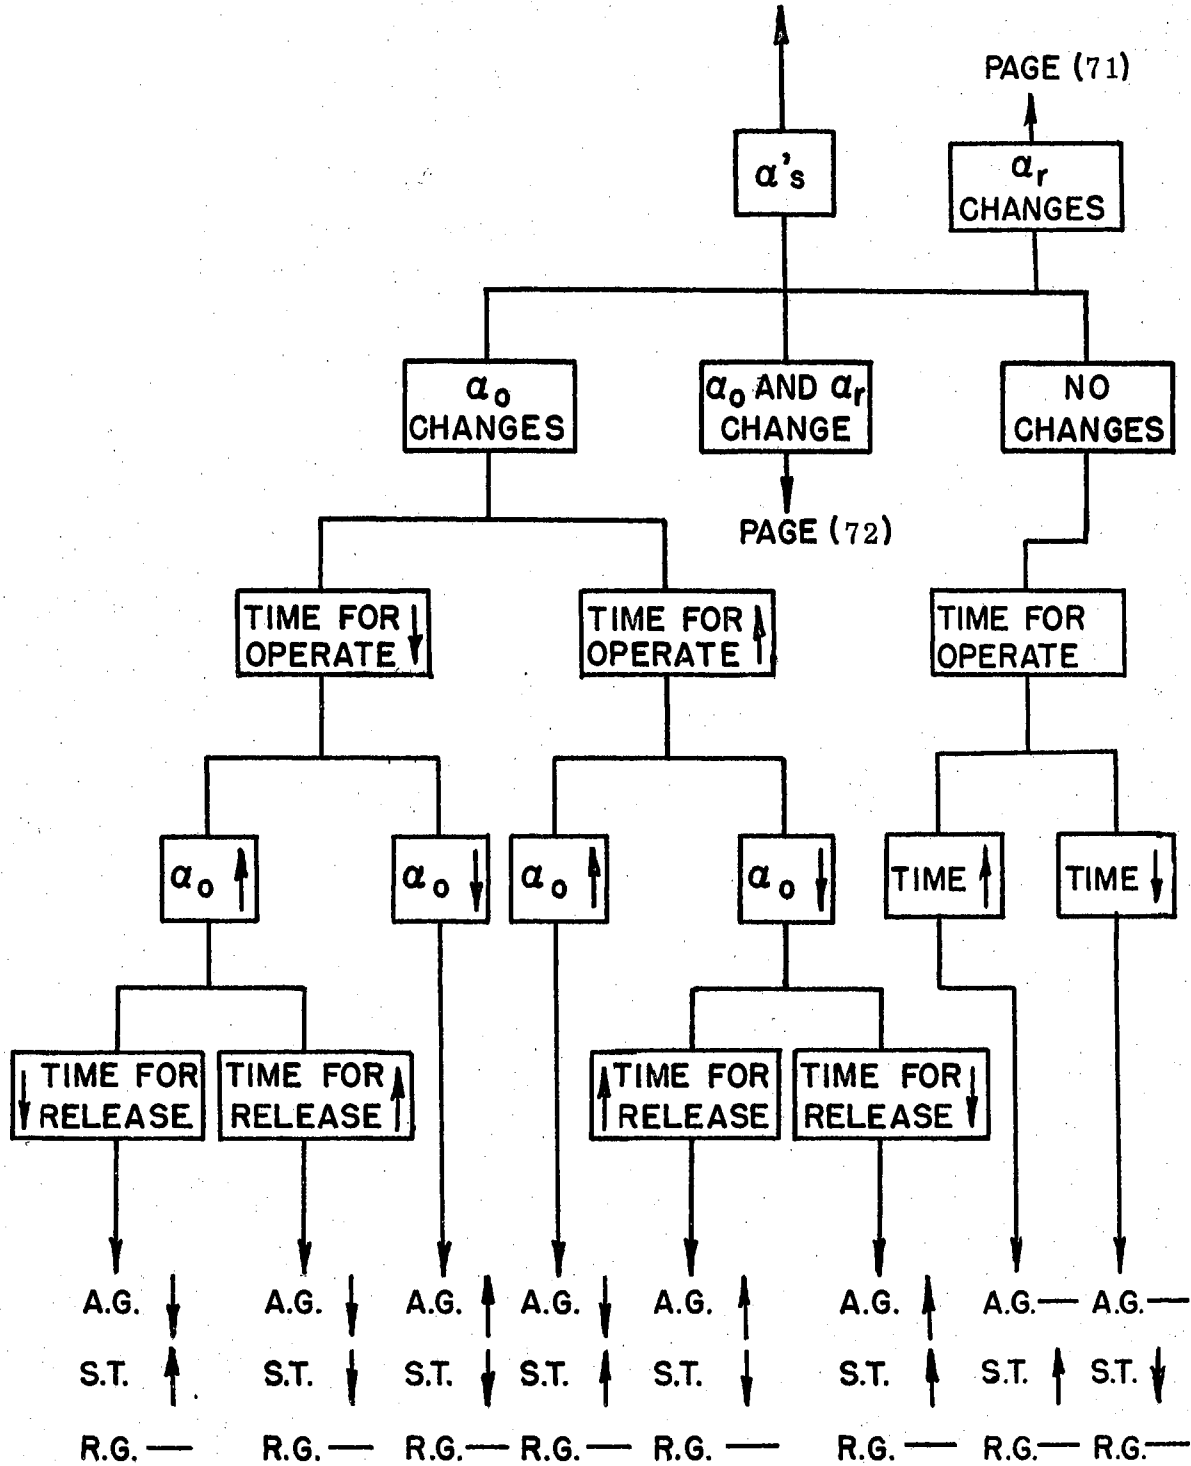 PAGE (71)
α's
αr
CHANGES
αo
CHANGES
αo AND αr
CHANGE
NO
CHANGES
PAGE (72)
TIME FOR ↓
OPERATE
TIME FOR ↑
OPERATE
TIME FOR
OPERATE
αo ↑
αo ↓
αo ↑
αo ↓
TIME ↑
TIME ↓
↓ TIME FOR
RELEASE
TIME FOR ↑
RELEASE
↑ TIME FOR
RELEASE
TIME FOR ↓
RELEASE
A.G. ↓ A.G. ↓ A.G. ↑ A.G. ↓ A.G. ↑ A.G. ↑ A.G. — A.G. —
S.T. ↑ S.T. ↓ S.T. ↓ S.T. ↑ S.T. ↓ S.T. ↑ S.T. ↑ S.T. ↓
R.G. — R.G. — R.G. — R.G. — R.G. — R.G. — R.G. — R.G. —